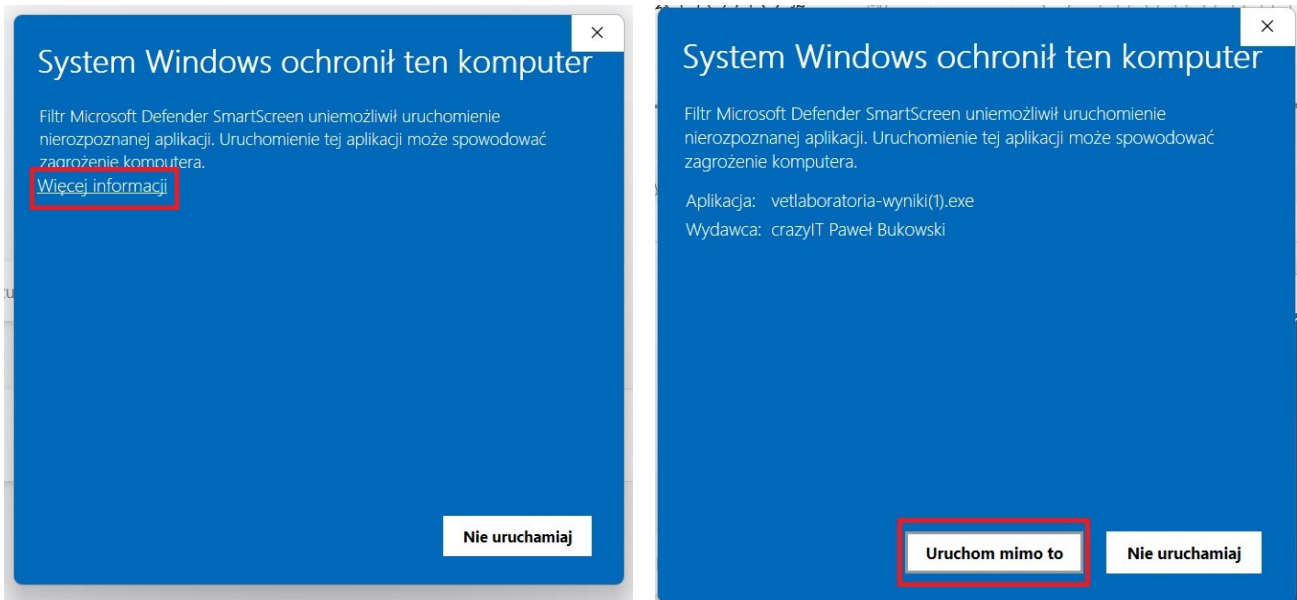 System Windows ochronił ten komputer
Filtr Microsoft Defender SmartScreen uniemożliwił uruchomienie
nierozpoznanej aplikacji. Uruchomienie tej aplikacji może spowodować
zagrożenie komputera.
Więcej informacji
Nie uruchamiaj
System Windows ochronił ten komputer
Filtr Microsoft Defender SmartScreen uniemożliwił uruchomienie
nierozpoznanej aplikacji. Uruchomienie tej aplikacji może spowodować
zagrożenie komputera.
Aplikacja: vetlaboratoria-wyniki(1).exe
Wydawca: crazyIT Paweł Bukowski
Uruchom mimo to
Nie uruchamiaj